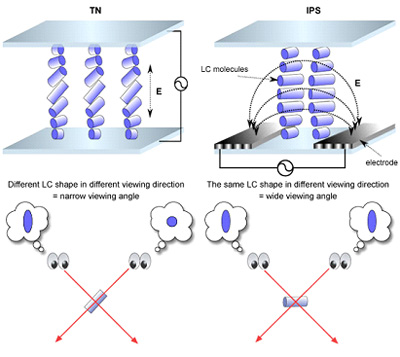 TN
IPS
E
LC molecules
E
electrode
Different LC shape in different viewing direction
= narrow viewing angle
The same LC shape in different viewing direction
= wide viewing angle